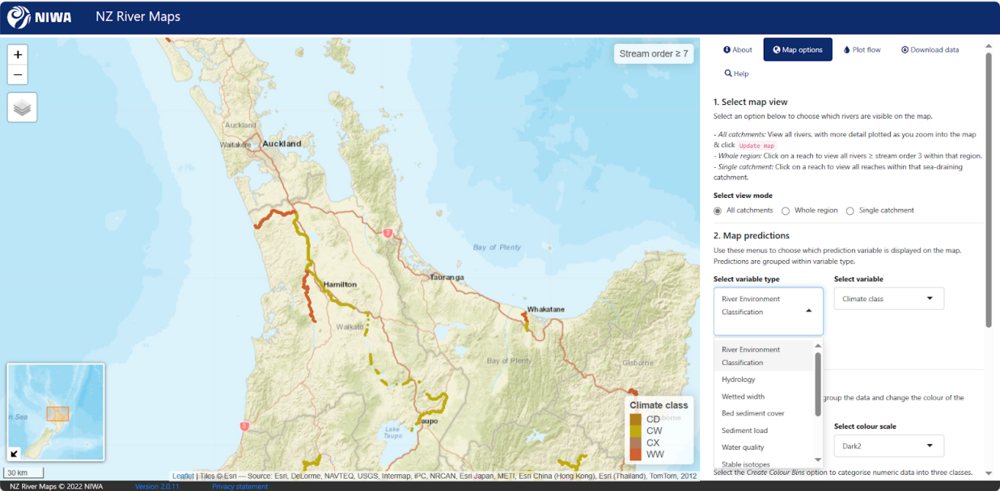 NIWA
NZ River Maps
+
−
Stream order ≥ 7
Auckland
Waitakere
Auckland
2
Bay of Plenty
Hamilton
Tauranga
Waikato
Whakatane
Bay of Plenty
Gisborne
Taupo
Lake
Taupo
3
Climate class
CD
CW
CX
WW
30 km
Leaflet | Tiles © Esri — Source: Esri, DeLorme, NAVTEQ, USGS, Intermap, iPC, NRCAN, Esri Japan, METI, Esri China (Hong Kong), Esri (Thailand), TomTom, 2012
NZ River Maps © 2022 NIWA
Version 2.0.11
Privacy statement
About
Map options
Plot flow
Download data
Help
1. Select map view
Select an option below to choose which rivers are visible on the map.
- All catchments: View all rivers, with more detail plotted as you zoom into the map
& click Update map
- Whole region: Click on a reach to view all rivers ≥ stream order 3 within that region.
- Single catchment: Click on a reach to view all reaches within that sea-draining
catchment.
Select view mode
All catchments Whole region Single catchment
2. Map predictions
Use these menus to choose which prediction variable is displayed on the map.
Predictions are grouped within variable type.
Select variable type
River Environment
Classification
Select variable
Climate class
River Environment
Classification
Hydrology
Wetted width
Bed sediment cover
Sediment load
Water quality
Stable isotopes
group the data and change the colour of the
Select colour scale
Dark2
Select the Create Colour Bins option to categorise numeric data into three classes.